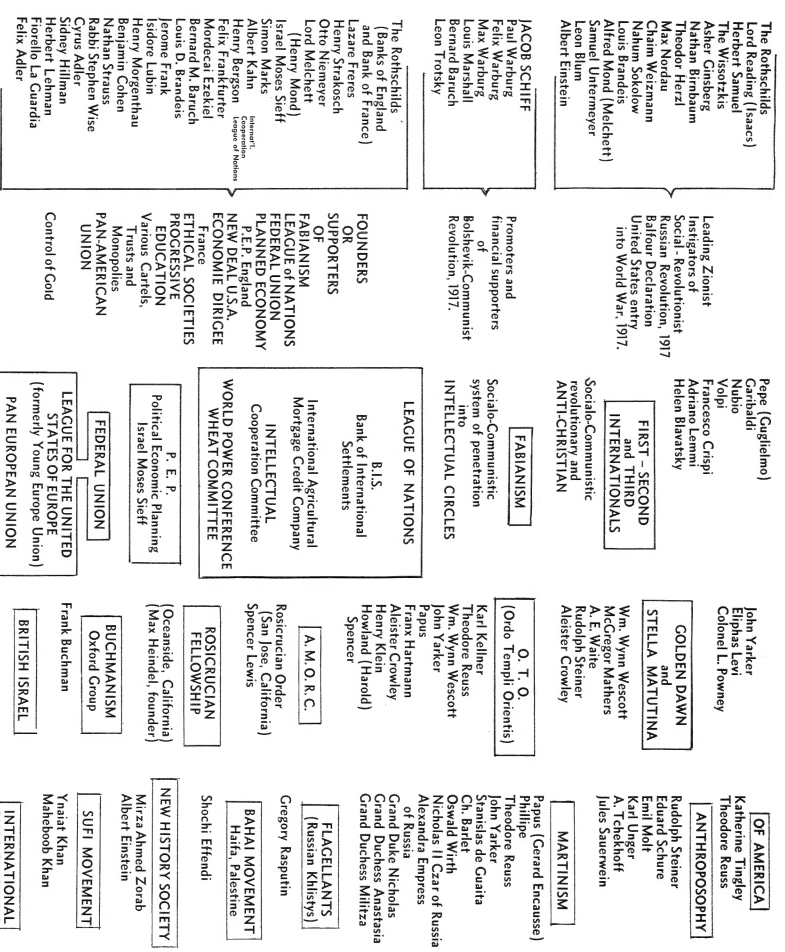 The Rothschilds
Lord Reading (Isaacs)
Herbert Samuel
The Wissotzkis
Asher Ginsberg
Nathan Birnbaum
Theodor Herzl
Max Nordau
Chaim Weizmann
Nahum Sokolow
Louis Brandeis
Alfred Mond (Melchett)
Samuel Untermeyer
Leon Blum
Albert Einstein
JACOB SCHIFF
Paul Warburg
Felix Warburg
Max Warburg
Louis Marshall
Bernard Baruch
Leon Trotsky
The Rothschilds
(Banks of England
and Bank of France)
Lazare Freres
Henry Strakosch
Otto Niemeyer
Lord Melchett
(Henry Mond)
Israel Moses Sieff
Simon Marks
Albert Kahn
Henry Bergson
Internat'l.
Cooperation
League of Nations
Felix Frankfurter
Mordecai Ezekiel
Bernard M. Baruch
Louis D. Brandeis
Jerome Frank
Isidore Lubin
Henry Morgenthau
Benjamin Cohen
Nathan Strauss
Rabbi Stephen Wise
Cyrus Adler
Sidney Hillman
Herbert Lehman
Fiorello La Guardia
Felix Adler
Leading Zionist
Instigators of
Social-Revolutionist
Russian Revolution, 1917
Balfour Declaration
United States entry
into World War, 1917.
Promoters and
financial supporters
of
Bolshevik-Communist
Revolution, 1917.
FOUNDERS
OR
SUPPORTERS
OF
FABIANISM
LEAGUE of NATIONS
FEDERAL UNION
PLANNED ECONOMY
P.E.P. England
NEW DEAL U.S.A.
ECONOMIE DIRIGEE
France
ETHICAL SOCIETIES
PROGRESSIVE
EDUCATION
Various Cartels,
Trusts and
Monopolies
PAN-AMERICAN
UNION
Control of Gold
Pepe (Guglielmo)
Garibaldi
Nubio
Volpi
Francesco Crispi
Adriano Lemmi
Helen Blavatsky
FIRST – SECOND
and THIRD
INTERNATIONALS
Socialo-Communistic
revolutionary and
ANTI-CHRISTIAN
FABIANISM
Socialo-Communistic
system of penetration
into
INTELLECTUAL CIRCLES
LEAGUE OF NATIONS
B.I.S.
Bank of International
Settlements
International Agricultural
Mortgage Credit Company
INTELLECTUAL
Cooperation Committee
WORLD POWER CONFERENCE
WHEAT COMMITTEE
P. E. P.
Political Economic Planning
Israel Moses Sieff
FEDERAL UNION
LEAGUE FOR THE UNITED
STATES OF EUROPE
(formerly Young Europe Union)
PAN EUROPEAN UNION
John Yarker
Eliphas Levi
Colonel L. Powney
GOLDEN DAWN
and
STELLA MATUTINA
Wm. Wynn Wescott
McGregor Mathers
A. E. Waite
Rudolph Steiner
Aleister Crowley
O. T. O.
(Ordo Templi Orientis)
Karl Kellner
Theodore Reuss
Wm. Wynn Wescott
John Yarker
Papus
Franx Hartmann
Aleister Crowley
Henry Klein
Howland (Harold)
Spencer
A.M.O.R.C.
Rosicrucian Order
(San Jose, California)
Spencer Lewis
ROSICRUCIAN
FELLOWSHIP
(Oceanside, California)
(Max Heindel, founder)
BUCHMANISM
Oxford Group
Frank Buchman
BRITISH ISRAEL
OF AMERICA
Katherine Tingley
Theodore Reuss
ANTHROPOSOPHY
Rudolph Steiner
Eduard Schure
Emil Molt
Karl Unger
A. Tchekhoff
Jules Sauerwein
MARTINISM
Papus (Gerard Encausse)
Phillipe
Theodore Reuss
John Yarker
Stanislas de Guaita
Ch. Barlet
Oswald Wirth
Nicholas II Czar of Russia
Alexandra Empress
of Russia
Grand Duke Nicholas
Grand Duchess Anastasia
Grand Duchess Militza
FLAGELLANTS
(Russian Khlistys)
Gregory Rasputin
BAHAI MOVEMENT
Haifa, Palestine
Shochi Effendi
NEW HISTORY SOCIETY
Mirza Ahmed Zorab
Albert Einstein
SUFI MOVEMENT
Ynaiat Khan
Maheboob Khan
INTERNATIONAL